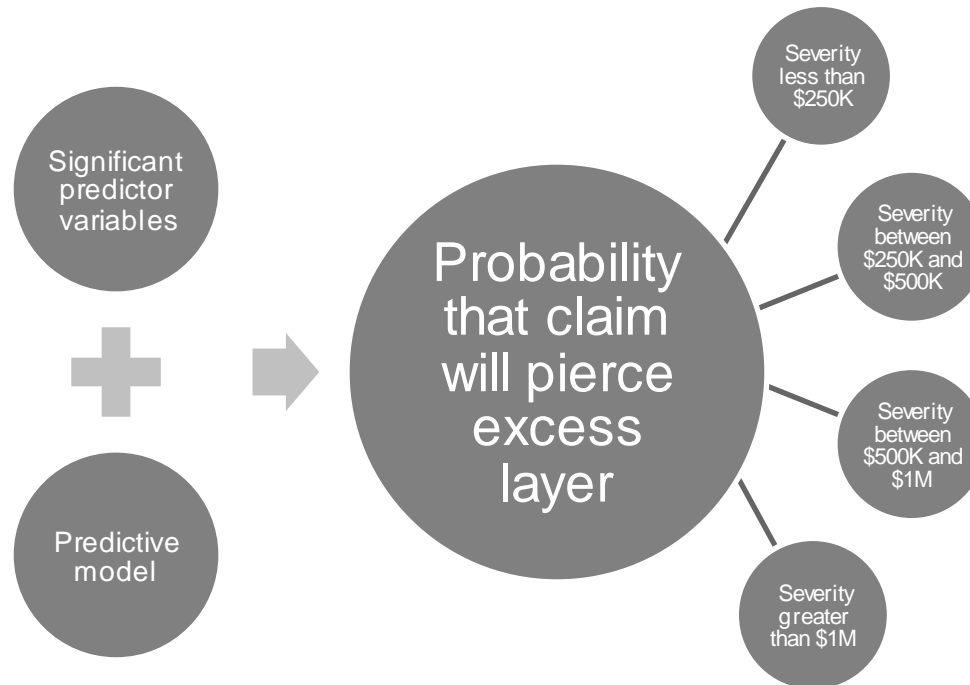 Significant
predictor
variables
Predictive
model
Probability
that claim
will pierce
excess
layer
Severity
less than
$250K
Severity
between
$250K and
$500K
Severity
between
$500K and
$1M
Severity
greater
than $1M